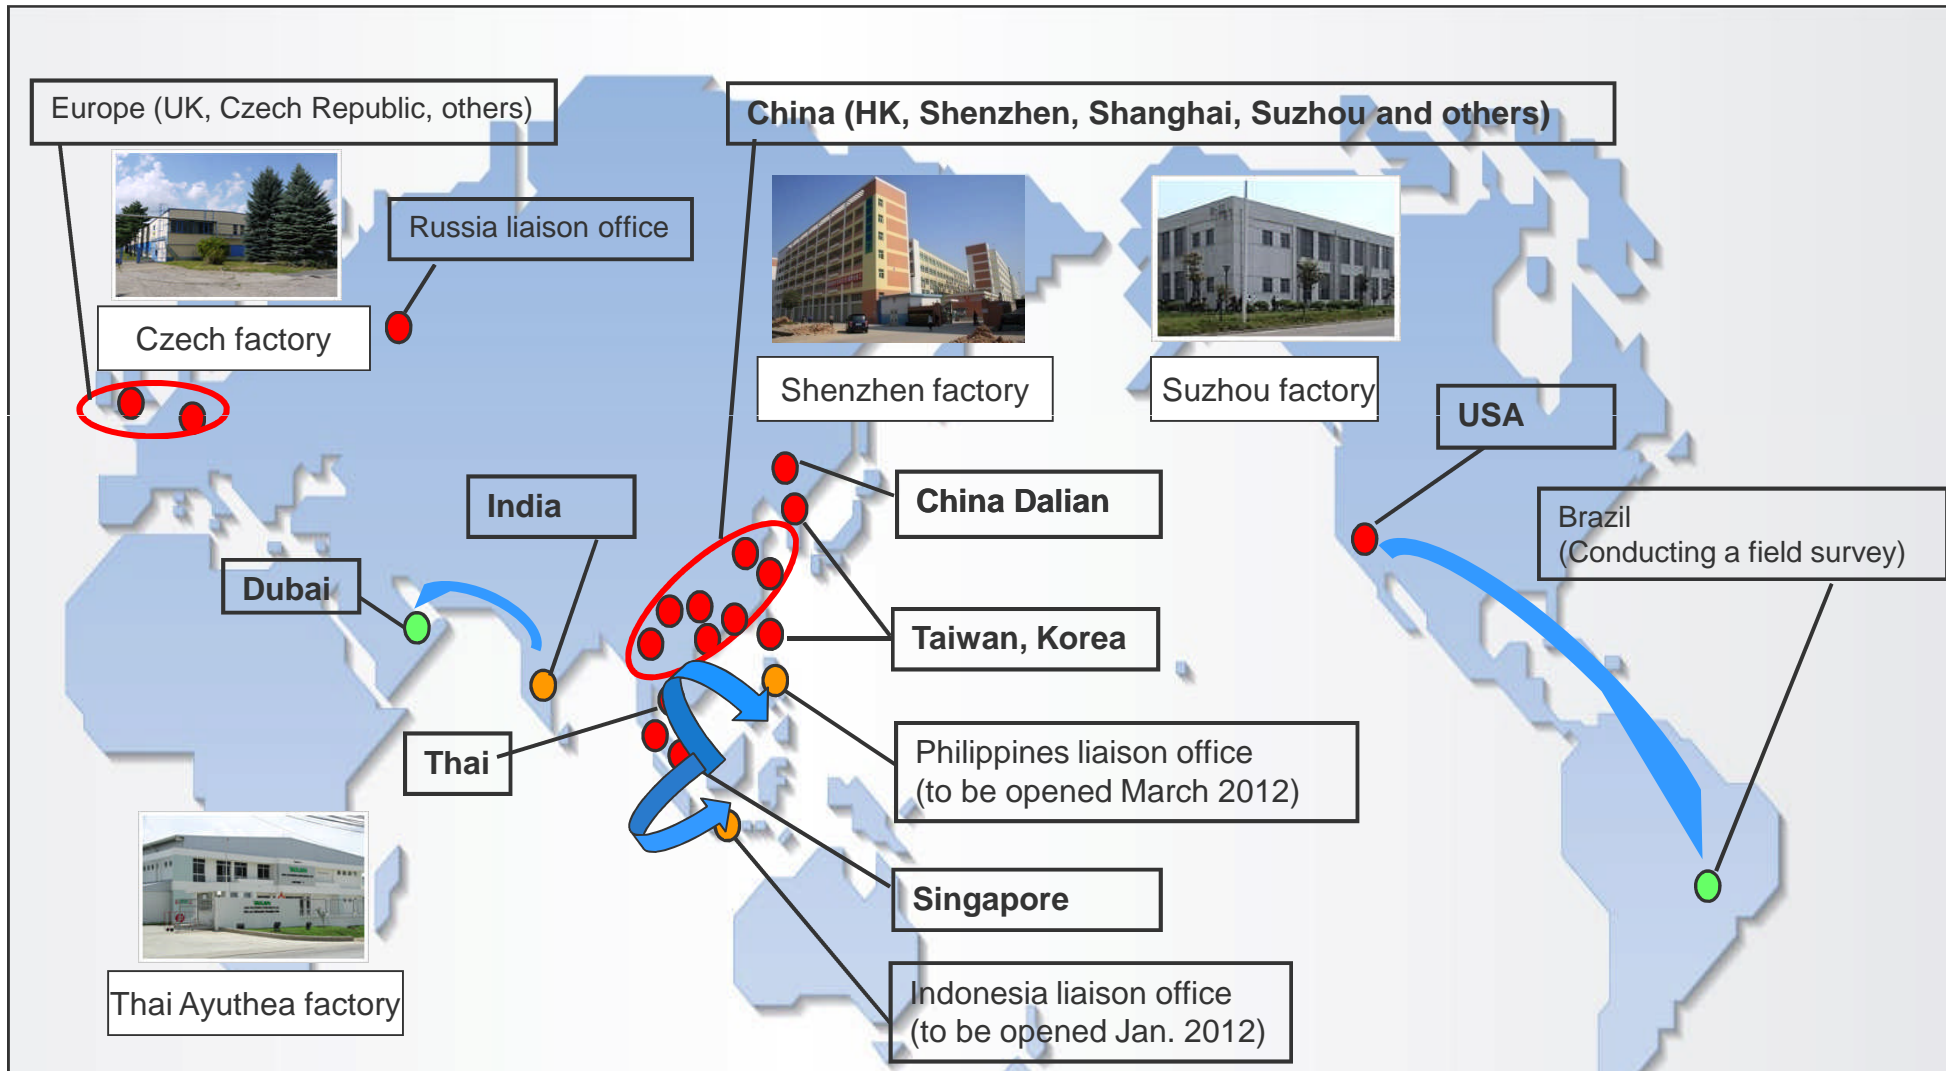 Europe (UK, Czech Republic, others)
China (HK, Shenzhen, Shanghai, Suzhou and others)
Russia liaison office
Czech factory
Shenzhen factory
Suzhou factory
USA
India
China Dalian
Brazil
(Conducting a field survey)
Dubai
Taiwan, Korea
Thai
Philippines liaison office
(to be opened March 2012)
Singapore
Thai Ayuthea factory
Indonesia liaison office
(to be opened Jan. 2012)